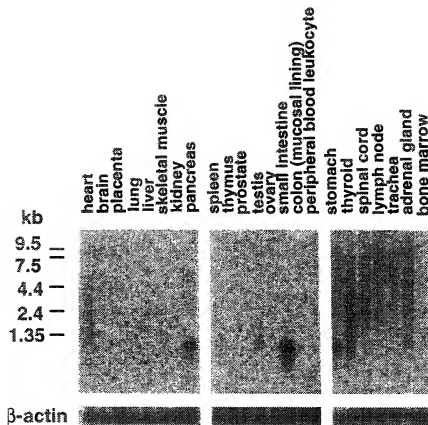 heart
brain
placenta
lung
liver
skeletal muscle
kidney
pancreas
spleen
thymus
prostate
testis
ovary
small intestine
colon (mucosal lining)
peripheral blood leukocyte
stomach
thyroid
spinal cord
lymph node
trachea
adrenal gland
bone marrow
kb
9.5
7.5
4.4
2.4
1.35
β-actin